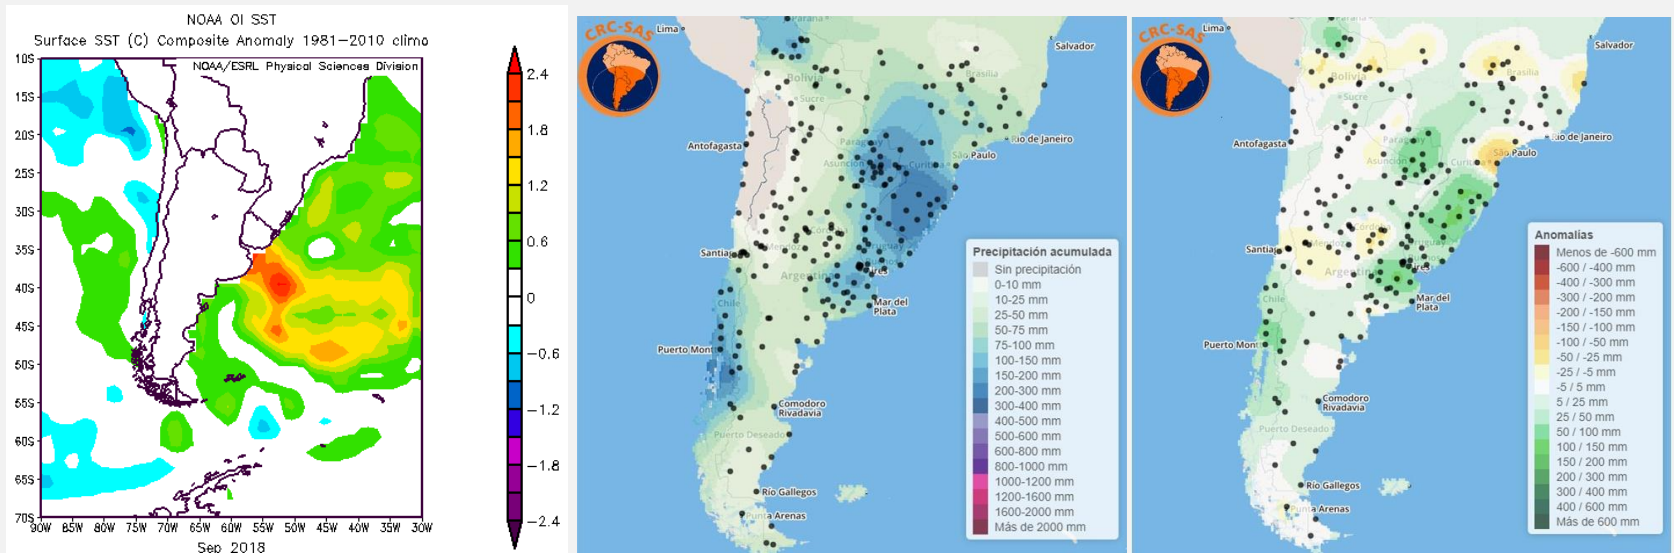 NOAA OI SST
Surface SST (C) Composite Anomaly 1981-2010 climo
NOAA/ESRL Physical Sciences Division
10S
15S
20S
25S
30S
35S
40S
45S
50S
55S
60S
65S
70S
90W 85W 80W 75W 70W 65W 60W 55W 50W 45W 40W 35W 30W
Sep 2018
2.4
1.8
1.2
0.6
0
-0.6
-1.2
-1.8
-2.4
CRC-SAS
Lima
Salvador
Bolivia
Brasilia
Sucre
Antofagasta
Paraguay
Rio de Janeiro
São Paulo
Asunción
Curitiba
Santiago
Mendoza
Córdoba
Uruguay
Buenos Aires
Argentina
Chile
Mar del Plata
Puerto Montt
Comodoro Rivadavia
Puerto Deseado
Río Gallegos
Punta Arenas
Precipitación acumulada
Sin precipitación
0-10 mm
10-25 mm
25-50 mm
50-75 mm
75-100 mm
100-150 mm
150-200 mm
200-300 mm
300-400 mm
400-500 mm
500-600 mm
600-800 mm
800-1000 mm
1000-1200 mm
1200-1600 mm
1600-2000 mm
Más de 2000 mm
CRC-SAS
Lima
Salvador
Bolivia
Brasilia
Sucre
Antofagasta
Paraguay
Rio de Janeiro
São Paulo
Asunción
Curitiba
Santiago
Mendoza
Córdoba
Uruguay
Buenos Aires
Argentina
Chile
Mar del Plata
Puerto Montt
Comodoro Rivadavia
Puerto Deseado
Río Gallegos
Punta Arenas
Anomalías
Menos de -600 mm
-600 / -400 mm
-400 / -300 mm
-300 / -200 mm
-200 / -150 mm
-150 / -100 mm
-100 / -50 mm
-50 / -25 mm
-25 / -5 mm
-5 / 5 mm
5 / 25 mm
25 / 50 mm
50 / 100 mm
100 / 150 mm
150 / 200 mm
200 / 300 mm
300 / 400 mm
400 / 600 mm
Más de 600 mm